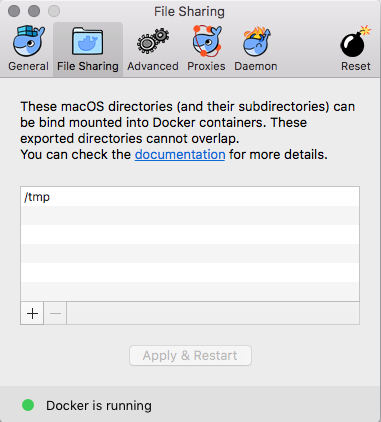 File Sharing
General File Sharing Advanced Proxies Daemon Reset
These macOS directories (and their subdirectories) can
be bind mounted into Docker containers. These
exported directories cannot overlap.
You can check the documentation for more details.
/tmp
Apply & Restart
Docker is running